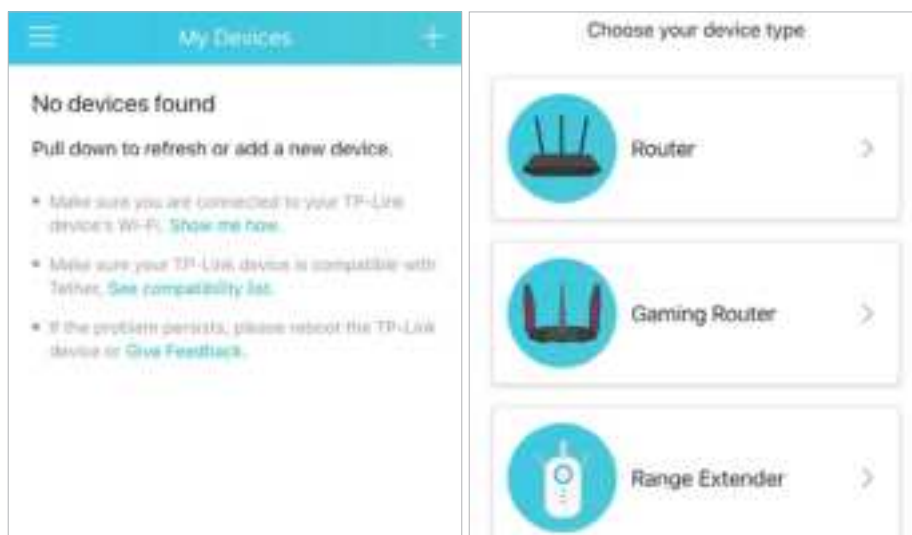 My Devices
No devices found
Pull down to refresh or add a new device.
Make sure you are connected to your TP-Link
device's Wi-Fi. Show me how.
Make sure your TP-Link device is compatible with
Tether, See compatibility list.
If the problem persists, please reboot the TP-Link
device or Give Feedback.
Choose your device type
Router
Gaming Router
Range Extender